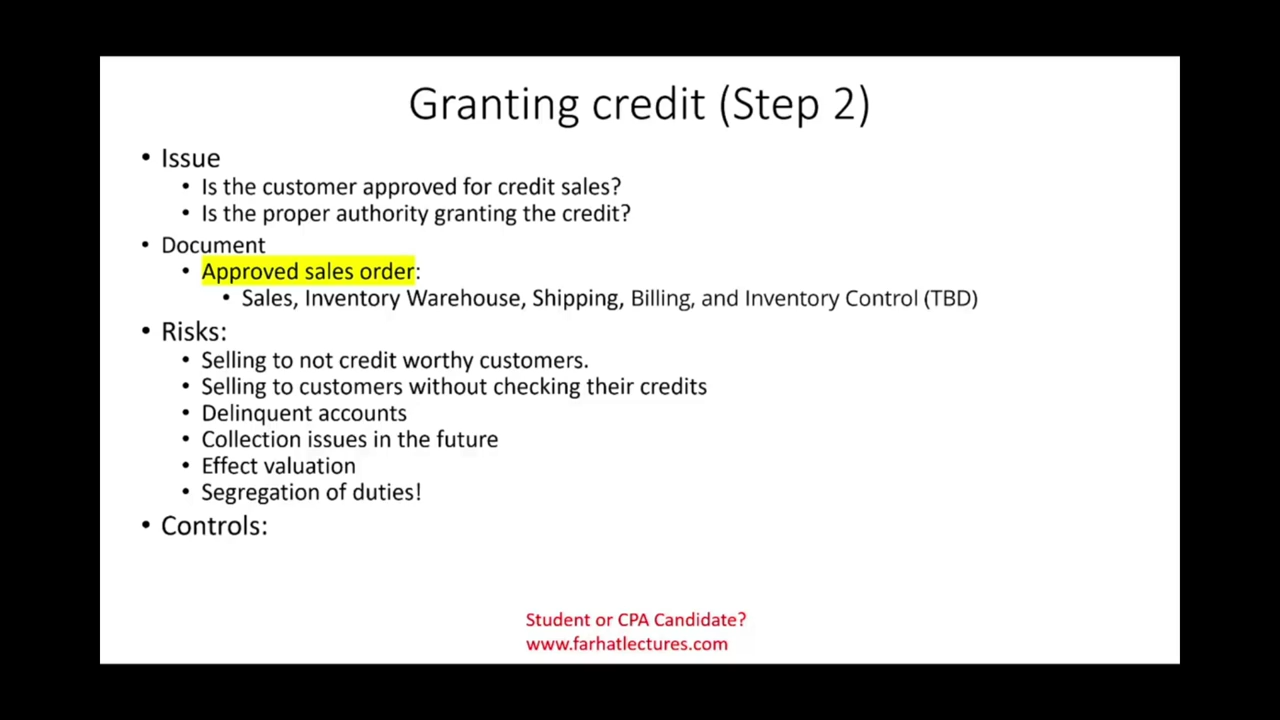 Granting credit (Step 2)
• Issue
• Is the customer approved for credit sales?
• Is the proper authority granting the credit?
• Document
• Approved sales order:
• Sales, Inventory Warehouse, Shipping, Billing, and Inventory Control (TBD)
• Risks:
• Selling to not credit worthy customers.
• Selling to customers without checking their credits
• Delinquent accounts
• Collection issues in the future
• Effect valuation
• Segregation of duties!
• Controls:
Student or CPA Candidate?
www.farhatlectures.com